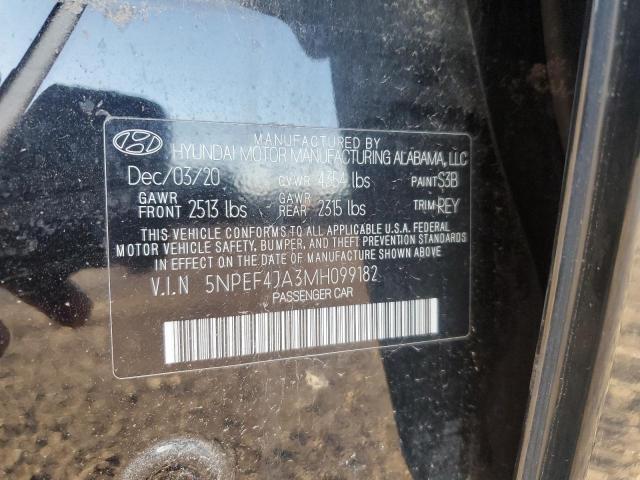 MANUFACTURED BY
HYUNDAI MOTOR MANUFACTURING ALABAMA, LLC
Dec/03/20 GVWR 4354 lbs PAINT S3B
GAWR FRONT 2513 lbs GAWR REAR 2315 lbs TRIM REY
THIS VEHICLE CONFORMS TO ALL APPLICABLE U.S.A. FEDERAL
MOTOR VEHICLE SAFETY, BUMPER, AND THEFT PREVENTION
STANDARDS IN EFFECT ON THE DATE OF MANUFACTURE
SHOWN ABOVE.
V.I.N 5NPEF4JA3MH099182
PASSENGER CAR